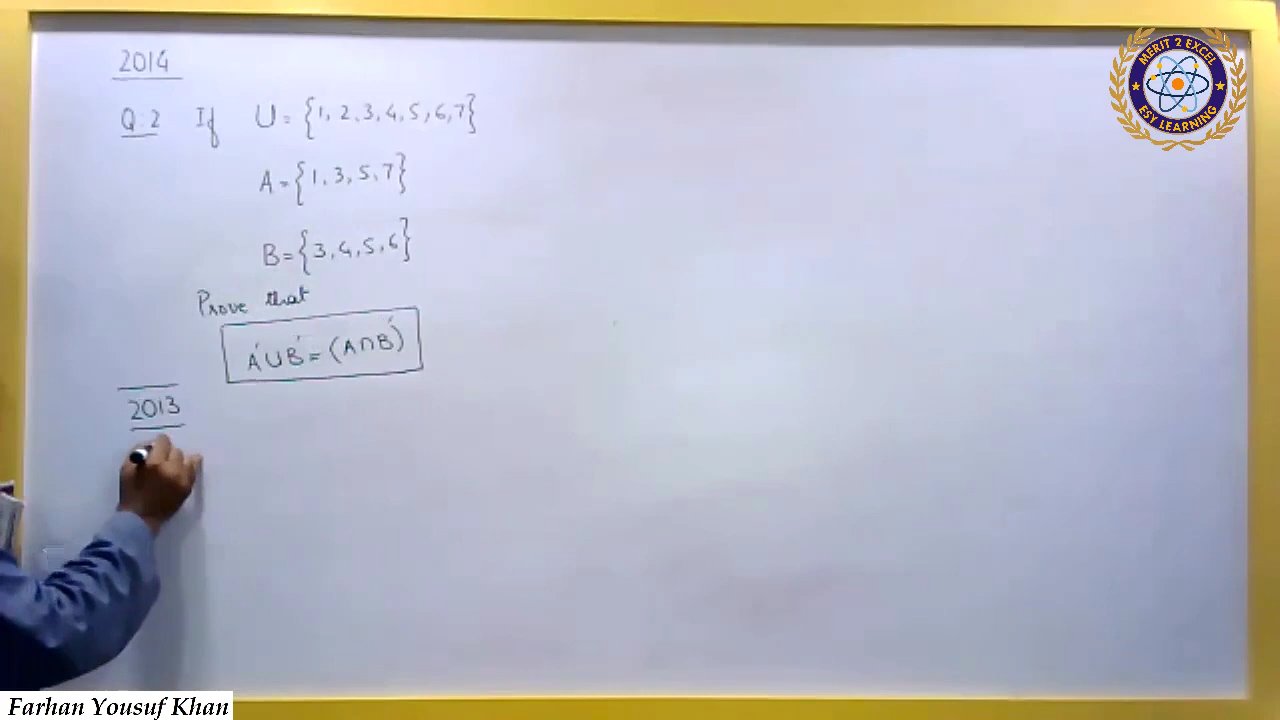 2014
Q:2 If U = {1, 2, 3, 4, 5, 6, 7}
A = {1, 3, 5, 7}
B = {3, 4, 5, 6}
Prove that
A′∪B′ = (A∩B)′
2013
MERIT 2 EXCEL
ESY LEARNING
Farhan Yousuf Khan